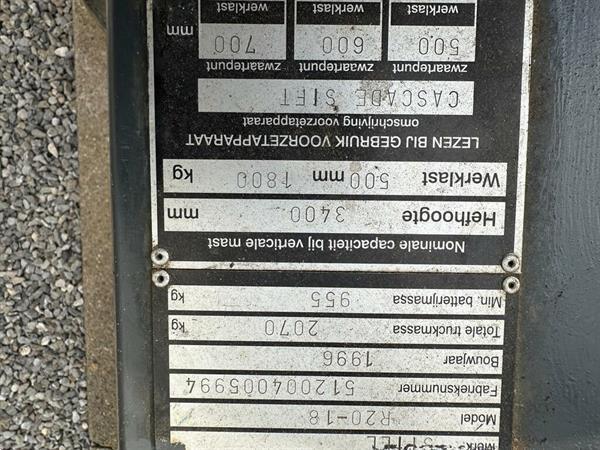 Merk STILL
Model R20-18
Fabrieksnummer 512004005994
Bouwjaar 1996
Totale truckmassa 2070 kg
Min. batterijmassa 955 kg
Nominale capaciteit bij verticale mast
Hefhoogte 3400 mm
Werklast 500 mm 1800 kg
LEZEN BIJ GEBRUIK VOORZETAPPARAAT
omschrijving voorzetapparaat
CASCADE SIFT
zwaartepunt zwaartepunt zwaartepunt
500 600 700 mm
werklast werklast werklast